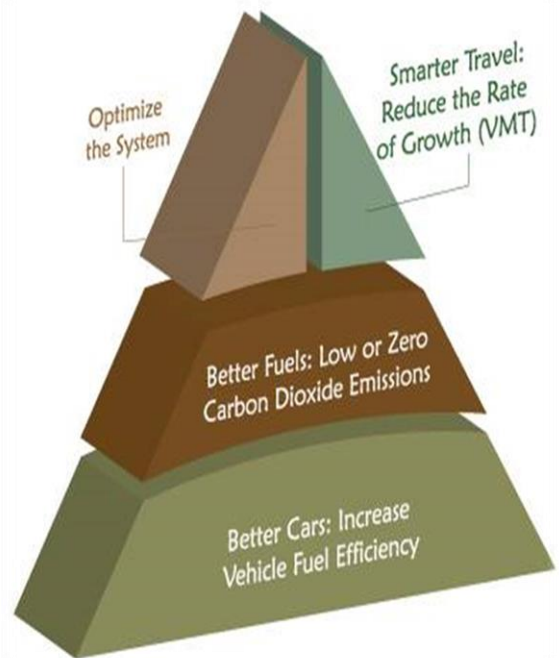 Optimize
the System
Smarter Travel:
Reduce the Rate
of Growth (VMT)
Better Fuels: Low or Zero
Carbon Dioxide Emissions
Better Cars: Increase
Vehicle Fuel Efficiency